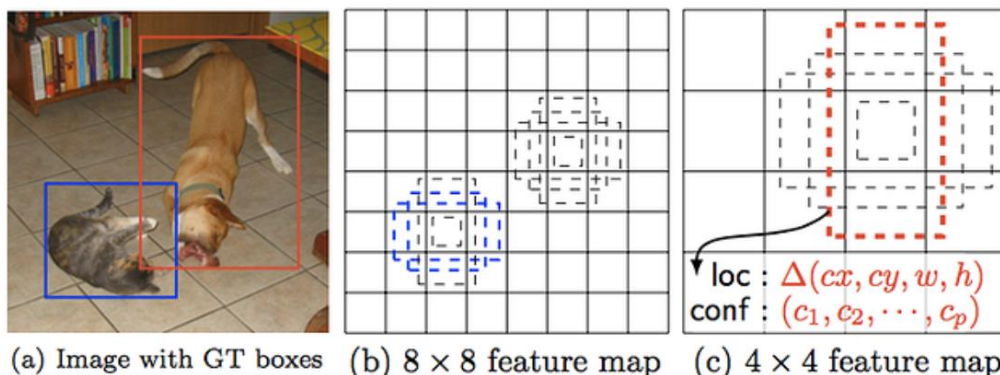 loc : Δ(cx, cy, w, h)
conf : (c₁, c₂, ⋯, cₚ)
(a) Image with GT boxes
(b) 8 × 8 feature map
(c) 4 × 4 feature map